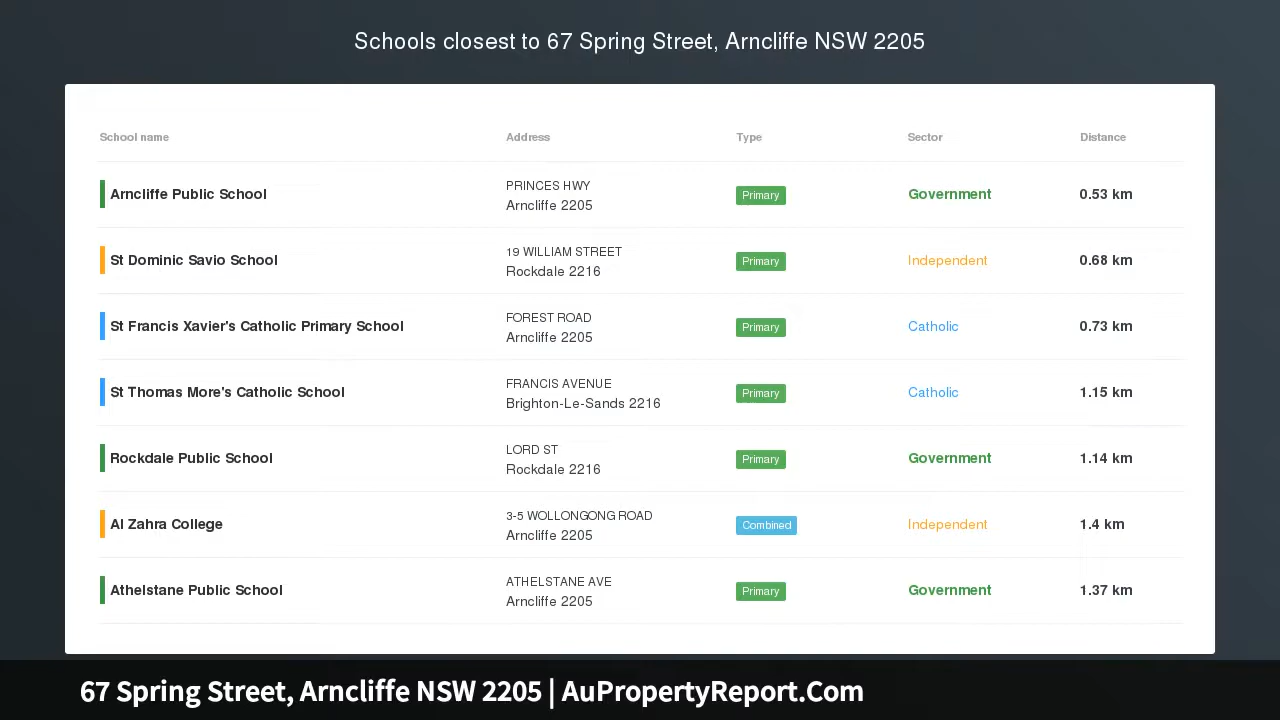 Schools closest to 67 Spring Street, Arncliffe NSW 2205
School name Address Type Sector Distance
Arncliffe Public School PRINCES HWY Arncliffe 2205 Primary Government 0.53 km
St Dominic Savio School 19 WILLIAM STREET Rockdale 2216 Primary Independent 0.68 km
St Francis Xavier's Catholic Primary School FOREST ROAD Arncliffe 2205 Primary Catholic 0.73 km
St Thomas More's Catholic School FRANCIS AVENUE Brighton-Le-Sands 2216 Primary Catholic 1.15 km
Rockdale Public School LORD ST Rockdale 2216 Primary Government 1.14 km
Al Zahra College 3-5 WOLLONGONG ROAD Arncliffe 2205 Combined Independent 1.4 km
Athelstane Public School ATHELSTANE AVE Arncliffe 2205 Primary Government 1.37 km
67 Spring Street, Arncliffe NSW 2205 | AuPropertyReport.Com